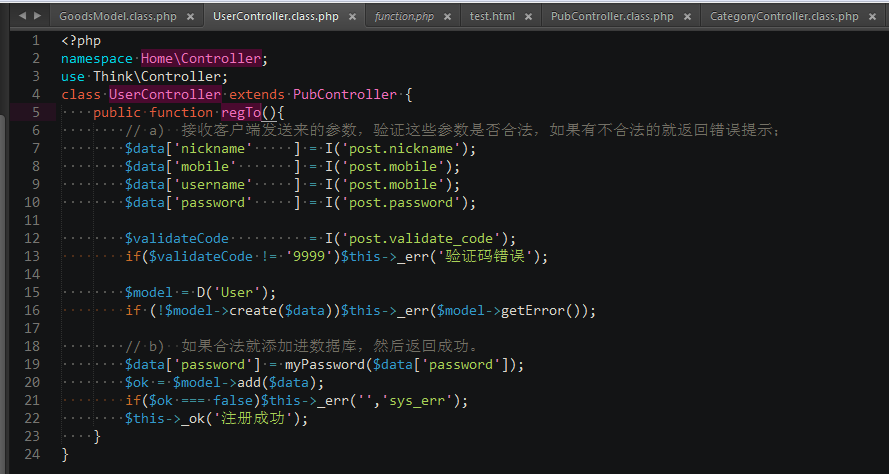 GoodsModel.class.php × UserController.class.php × function.php × test.html × PubController.class.php × CategoryController.class.php ×
1 <?php
2 namespace Home\Controller;
3 use Think\Controller;
4 class UserController extends PubController {
5     public function regTo(){
6         // a)  接收客户端发送来的参数，验证这些参数是否合法，如果有不合法的就返回错误提示；
7         $data['nickname'     ] = I('post.nickname');
8         $data['mobile'       ] = I('post.mobile');
9         $data['username'     ] = I('post.mobile');
10         $data['password'     ] = I('post.password');
11
12         $validateCode          = I('post.validate_code');
13         if($validateCode != '9999')$this->_err('验证码错误');
14
15         $model = D('User');
16         if (!$model->create($data))$this->_err($model->getError());
17
18         // b)  如果合法就添加进数据库，然后返回成功。
19         $data['password'] = myPassword($data['password']);
20         $ok = $model->add($data);
21         if($ok === false)$this->_err('','sys_err');
22         $this->_ok('注册成功');
23     }
24 }